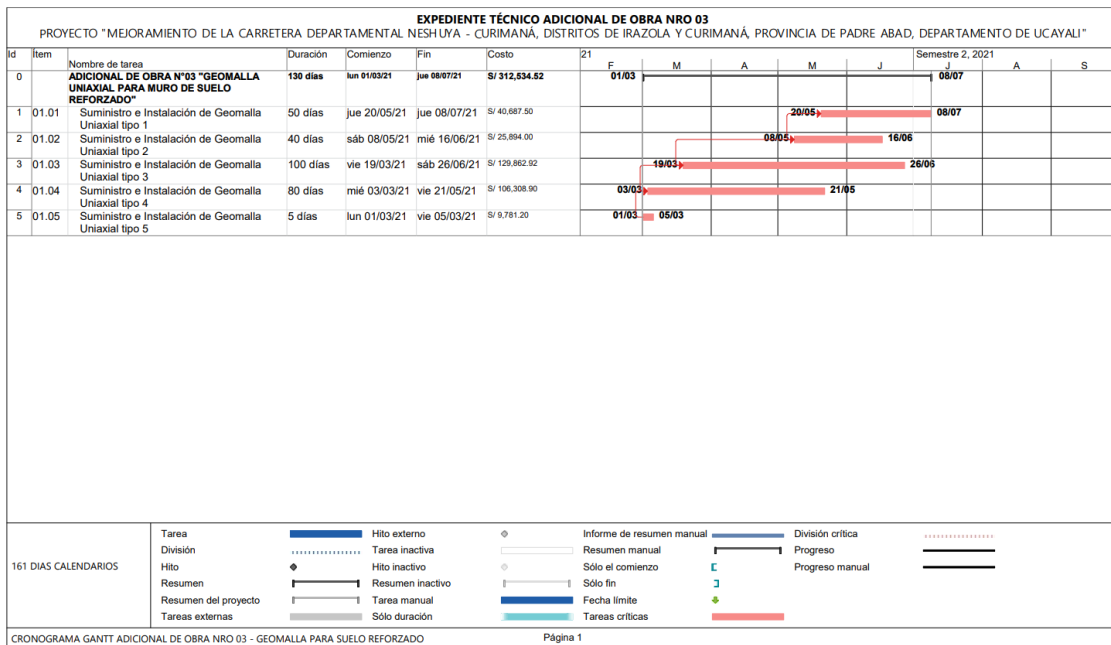 EXPEDIENTE TÉCNICO ADICIONAL DE OBRA NRO 03
PROYECTO "MEJORAMIENTO DE LA CARRETERA DEPARTAMENTAL NESHUYA - CURIMANÁ, DISTRITOS DE IRAZOLA Y CURIMANÁ, PROVINCIA DE PADRE ABAD, DEPARTAMENTO DE UCAYALI"
Id Ítem Nombre de tarea Duración Comienzo Fin Costo 21 Semestre 2, 2021
F M A M J J A S
0 ADICIONAL DE OBRA Nº03 "GEOMALLA 130 días lun 01/03/21 jue 08/07/21 S/ 312,534.52 01/03 08/07
UNIAXIAL PARA MURO DE SUELO
REFORZADO"
1 01.01 Suministro e Instalación de Geomalla 50 días jue 20/05/21 jue 08/07/21 S/ 40,687.50 20/05 08/07
Uniaxial tipo 1
2 01.02 Suministro e Instalación de Geomalla 40 días sáb 08/05/21 mié 16/06/21 S/ 25,894.00 08/05 16/06
Uniaxial tipo 2
3 01.03 Suministro e Instalación de Geomalla 100 días vie 19/03/21 sáb 26/06/21 S/ 129,862.92 19/03 26/06
Uniaxial tipo 3
4 01.04 Suministro e Instalación de Geomalla 80 días mié 03/03/21 vie 21/05/21 S/ 106,308.90 03/03 21/05
Uniaxial tipo 4
5 01.05 Suministro e Instalación de Geomalla 5 días lun 01/03/21 vie 05/03/21 S/ 9,781.20 01/03 05/03
Uniaxial tipo 5
161 DIAS CALENDARIOS
Tarea Hito externo Informe de resumen manual División crítica
División Tarea inactiva Resumen manual Progreso
Hito Hito inactivo Sólo el comienzo Progreso manual
Resumen Resumen inactivo Sólo fin
Resumen del proyecto Tarea manual Fecha límite
Tareas externas Sólo duración Tareas críticas
CRONOGRAMA GANTT ADICIONAL DE OBRA NRO 03 - GEOMALLA PARA SUELO REFORZADO Página 1